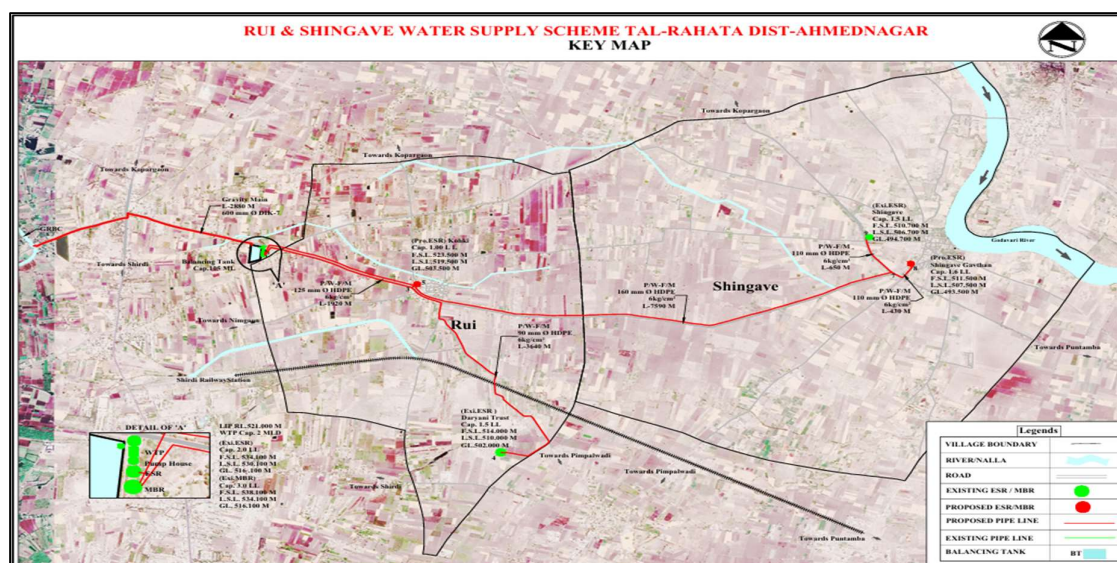 RUI & SHINGAVE WATER SUPPLY SCHEME TAL-RAHATA DIST-AHMEDNAGAR
KEY MAP
Towards Kopargaon
Towards Kopargaon
Towards Kopargaon
Gravity Main
L-2880 M
600 mm Ø DIK-7
GRBC
Towards Shirdi
Balancing Tank
Cap.185 ML
A
(Pro.ESR) Kohki
Cap. 1.00 L L
F.S.L. 523.500 M
L.S.L. 519.500 M
GL.503.500 M
5
P/W-F/M
125 mm Ø HDPE
6kg/cm²
L-1920 M
Towards Nimgaon
Rui
P/W-F/M
90 mm Ø HDPE
6kg/cm²
L-3640 M
P/W-F/M
160 mm Ø HDPE
6kg/cm²
L-7590 M
Shingave
(Exi.ESR)
Shingave
Cap. 1.5 LL
F.S.L. 510.700 M
L.S.L. 506.700 M
GL.494.700 M
P/W-F/M
110 mm Ø HDPE
6kg/cm²
L-650 M
Godavari River
(Pro.ESR)
Shingave Gavthan
Cap. 1.6 LL
F.S.L. 511.500 M
L.S.L. 507.500 M
GL.493.500 M
P/W-F/M
110 mm Ø HDPE
6kg/cm²
L-430 M
Towards Puntamba
Shirdi Railway Station
(Exi.ESR )
Daryani Trust
Cap. 1.5 LL
F.S.L. 514.000 M
L.S.L. 510.000 M
GL.502.000 M
4
Towards Pimpalwadi
Towards Pimpalwadi
Towards Shirdi
Towards Puntamba
DETAIL OF 'A'
WTP
Pump House
ESR
MBR
LIP RL.521.000 M
WTP Cap. 2 MLD
(Exi.ESR)
Cap. 2.0 LL
F.S.L. 534.100 M
L.S.L. 530.100 M
GL. 516.100 M
(Exi.MBR)
Cap. 3.0 LL
F.S.L. 538.100 M
L.S.L. 534.100 M
GL. 516.100 M
Legends
VILLAGE BOUNDARY
RIVER/NALLA
ROAD
EXISTING ESR / MBR
PROPOSED ESR/MBR
PROPOSED PIPE LINE
EXISTING PIPE LINE
BALANCING TANK BT